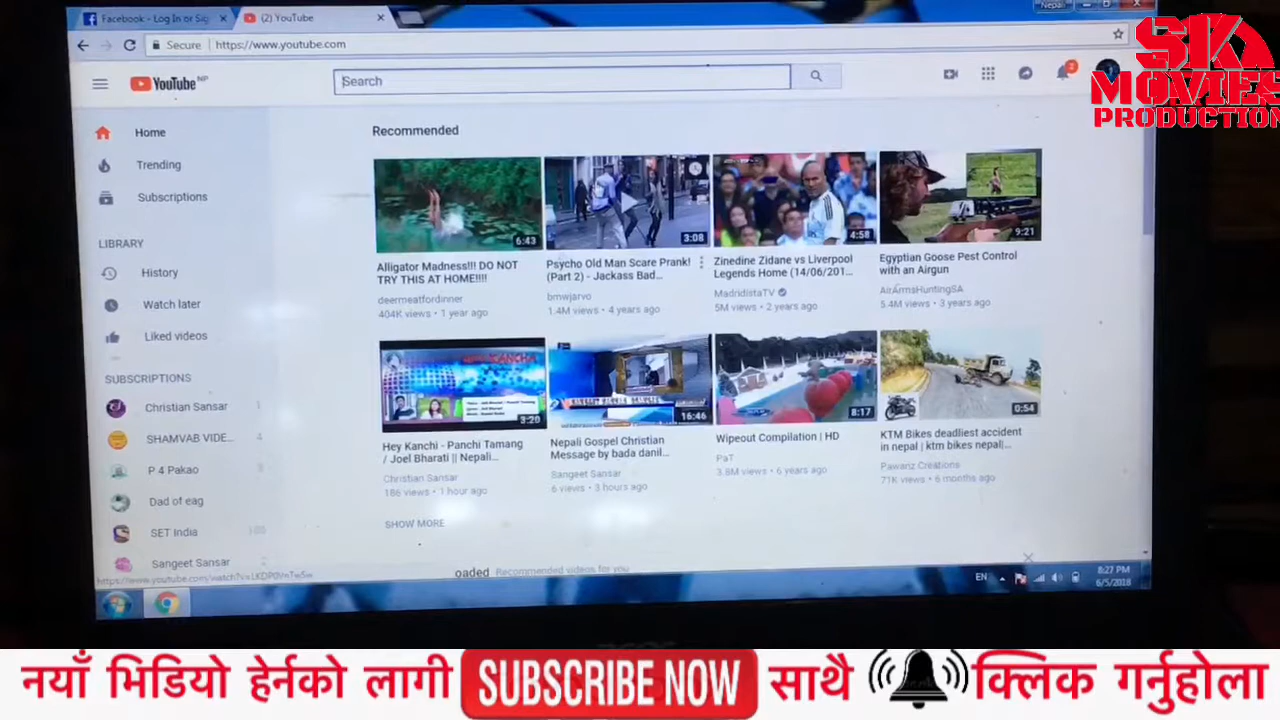 Nepali
Facebook - Log In or Sig
(2) YouTube
Secure
https://www.youtube.com
YouTube NP
Search
2
SK
MOVIES
PRODUCTION
Home
Trending
Subscriptions
LIBRARY
History
Watch later
Liked videos
SUBSCRIPTIONS
Christian Sansar 1
SHAMVAB VIDE... 4
P 4 Pakao
Dad of eag
SET India
Sangeet Sansar
Recommended
6:43
3:08
4:58
9:21
Alligator Madness!!! DO NOT
TRY THIS AT HOME!!!!
deermeatfordinner
404K views • 1 year ago
Psycho Old Man Scare Prank!
(Part 2) - Jackass Bad...
bmwjarvo
1.4M views • 4 years ago
Zinedine Zidane vs Liverpool
Legends Home (14/06/201...
MadridistaTV
5M views • 2 years ago
Egyptian Goose Pest Control
with an Airgun
AirArmsHuntingSA
5.4M views • 3 years ago
3:20
16:46
8:17
0:54
Hey Kanchi - Panchi Tamang
/ Joel Bharati || Nepali...
Christian Sansar
186 views • 1 hour ago
Nepali Gospel Christian
Message by bada danil...
Sangeet Sansar
6 views • 3 hours ago
Wipeout Compilation | HD
PaT
3.8M views • 6 years ago
KTM Bikes deadliest accident
in nepal | ktm bikes nepal|...
Pawanz Creations
71K views • 6 months ago
SHOW MORE
oaded Recommended videos for you
EN
8:27 PM
6/5/2018
acer
नयाँ भिडियो हेर्नको लागी SUBSCRIBE NOW साथै क्लिक गर्नुहोला